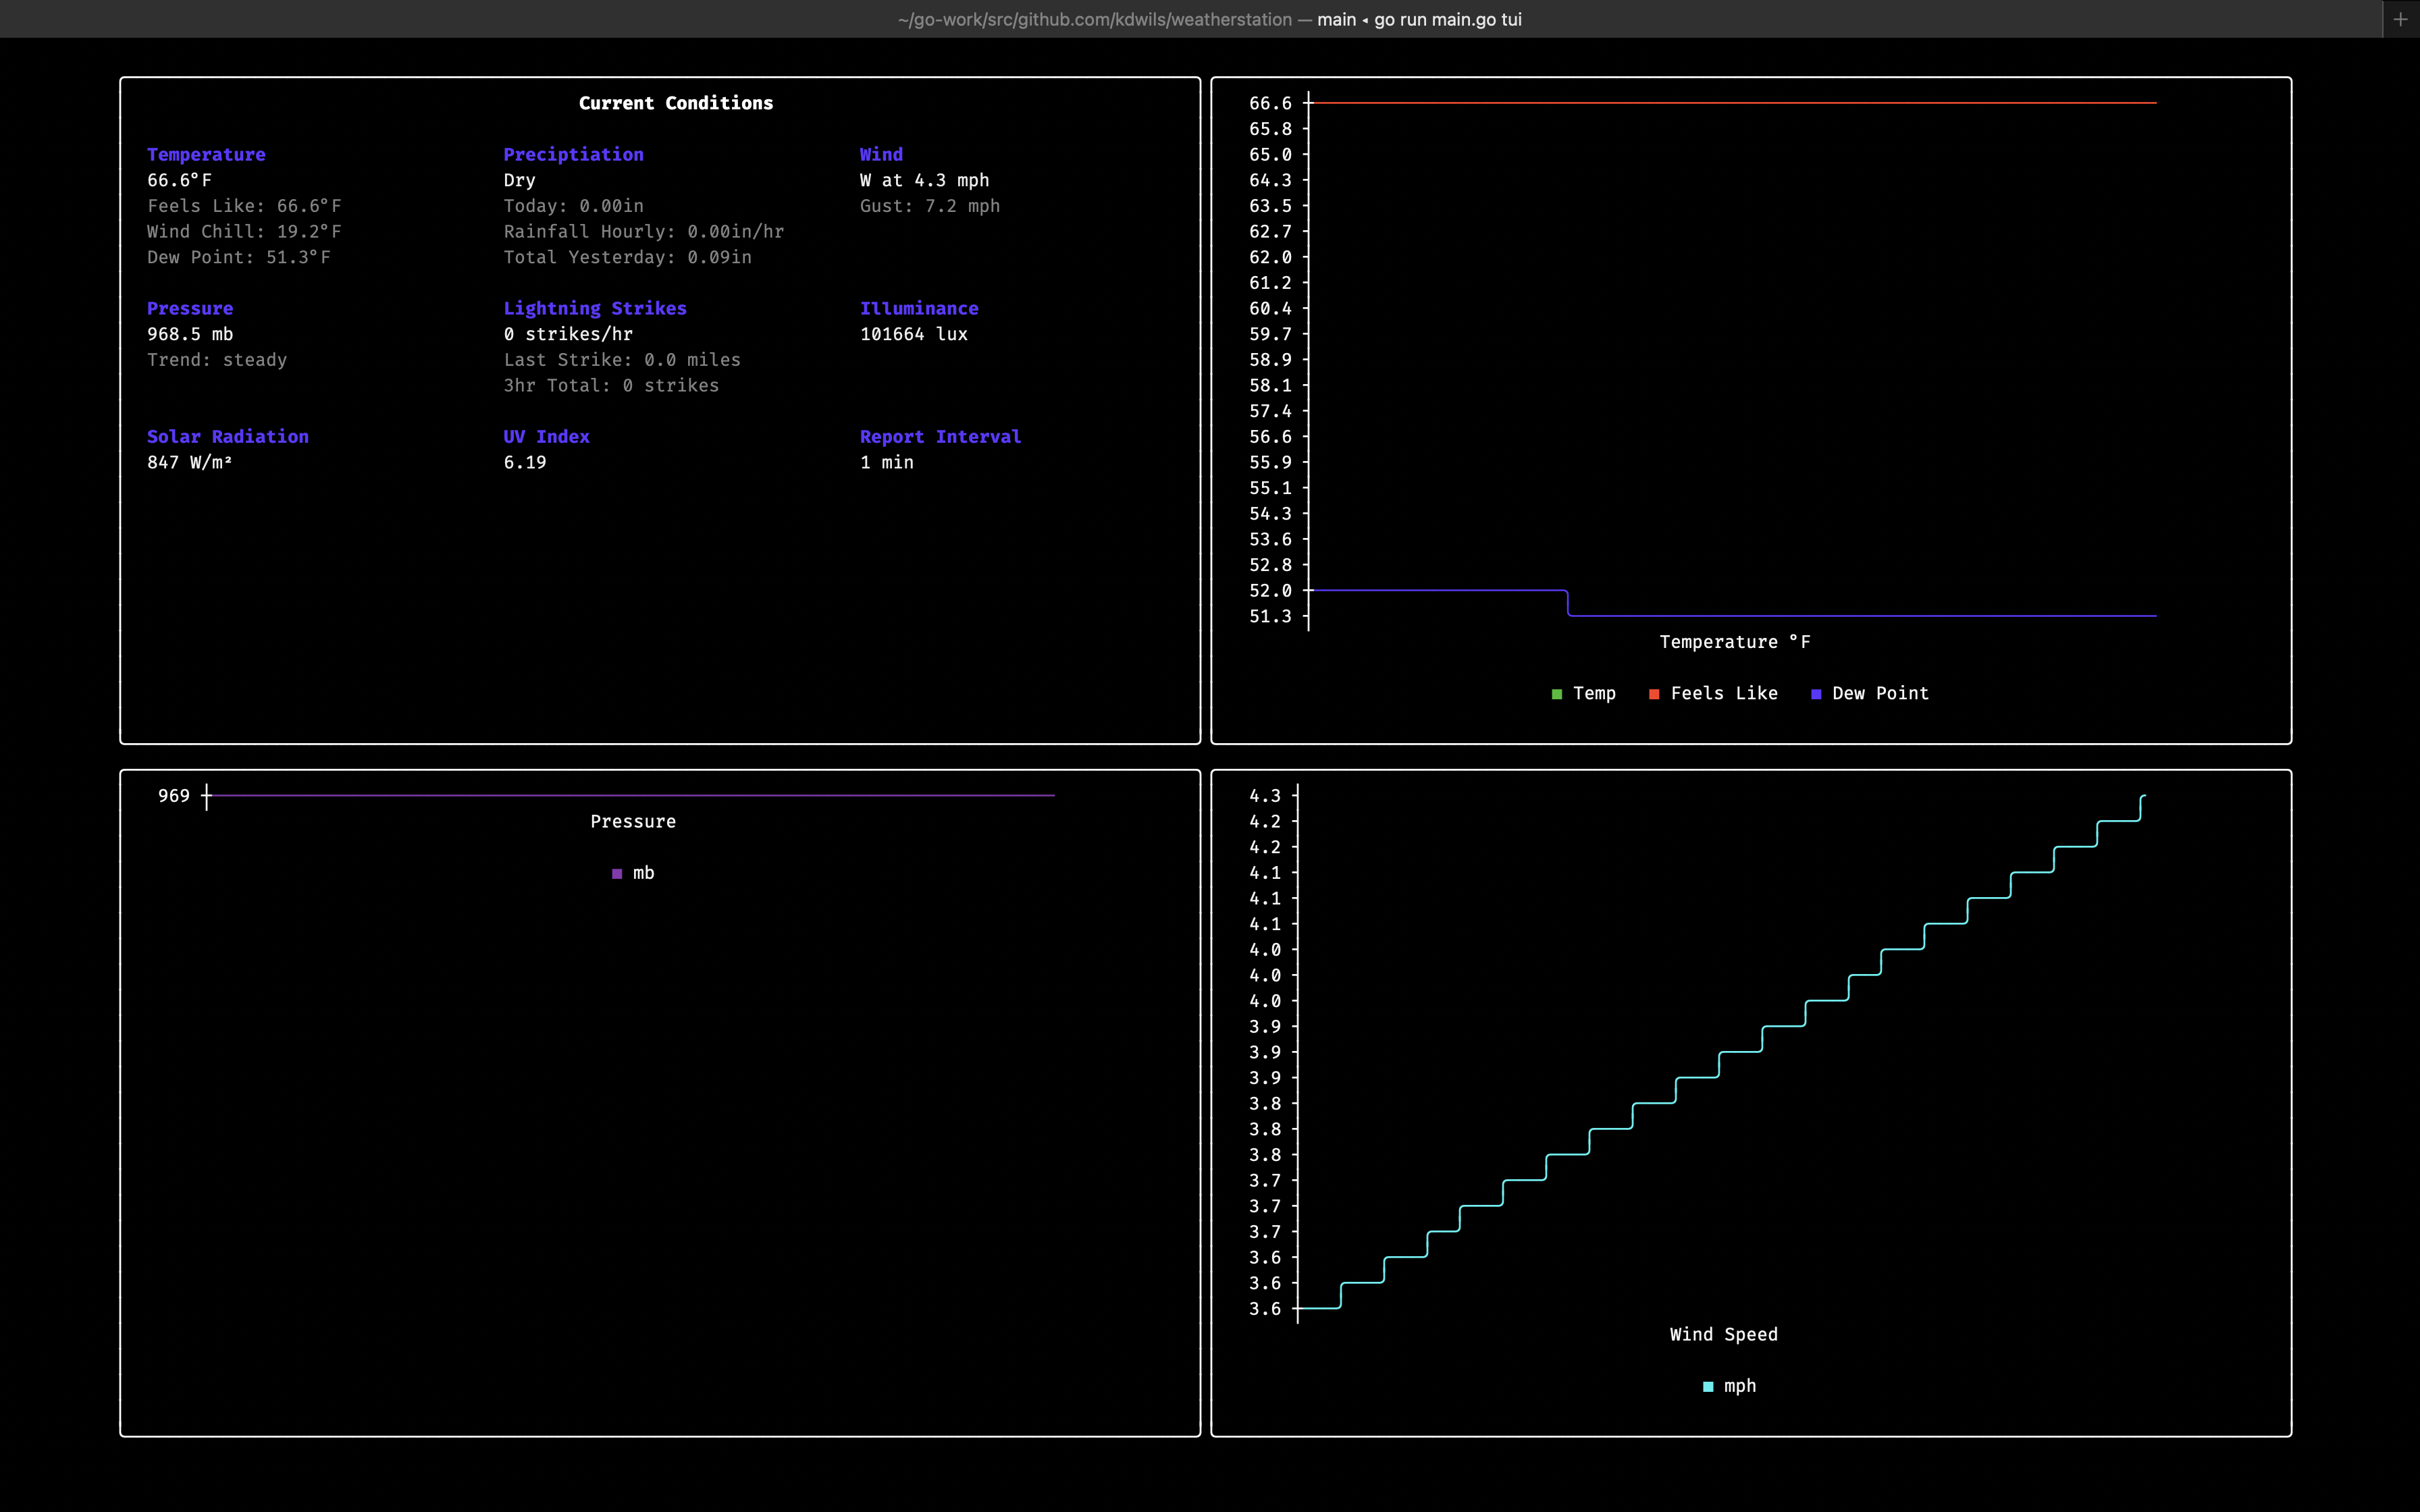 ~/go-work/src/github.com/kdwils/weatherstation — main ◂ go run main.go tui
+
Current Conditions
Temperature
66.6°F
Feels Like: 66.6°F
Wind Chill: 19.2°F
Dew Point: 51.3°F
Preciptiation
Dry
Today: 0.00in
Rainfall Hourly: 0.00in/hr
Total Yesterday: 0.09in
Wind
W at 4.3 mph
Gust: 7.2 mph
Pressure
968.5 mb
Trend: steady
Lightning Strikes
0 strikes/hr
Last Strike: 0.0 miles
3hr Total: 0 strikes
Illuminance
101664 lux
Solar Radiation
847 W/m²
UV Index
6.19
Report Interval
1 min
66.6
65.8
65.0
64.3
63.5
62.7
62.0
61.2
60.4
59.7
58.9
58.1
57.4
56.6
55.9
55.1
54.3
53.6
52.8
52.0
51.3
Temperature °F
■ Temp ■ Feels Like ■ Dew Point
969
Pressure
■ mb
4.3
4.2
4.2
4.1
4.1
4.1
4.0
4.0
4.0
3.9
3.9
3.9
3.8
3.8
3.8
3.7
3.7
3.7
3.6
3.6
3.6
Wind Speed
■ mph